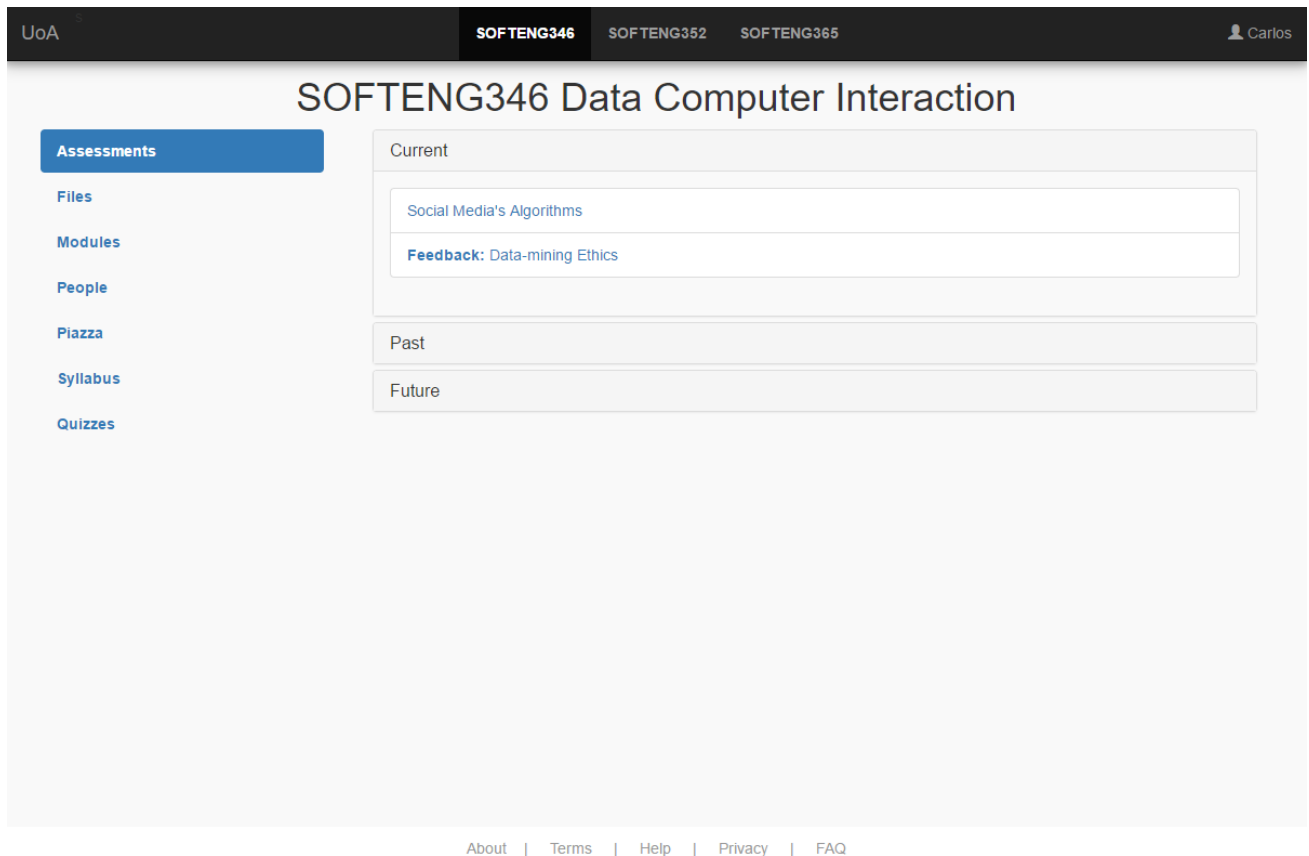 UoA 5 SOFTENG346 SOFTENG352 SOFTENG365 Carlos
SOFTENG346 Data Computer Interaction
Assessments
Files
Modules
People
Piazza
Syllabus
Quizzes
Current
Social Media's Algorithms
Feedback: Data-mining Ethics
Past
Future
About | Terms | Help | Privacy | FAQ